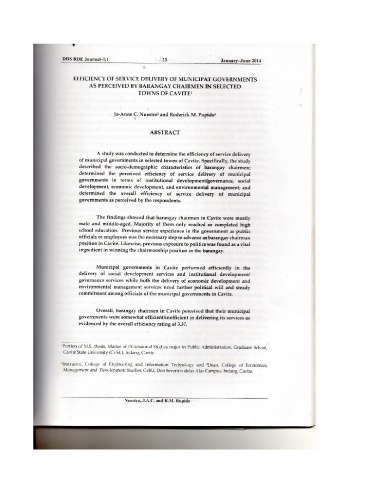 DDS RDE Journal-3.1 32 January-June 2014
EFFICIENCY OF SERVICE DELIVERY OF MUNICIPAL GOVERNMENTS
AS PERCEIVED BY BARANGAY CHAIRMEN IN SELECTED
TOWNS OF CAVITE¹
Jo-Anne C. Nuestro² and Roderick M. Rupido³
ABSTRACT
A study was conducted to determine the efficiency of service delivery
of municipal governments in selected towns of Cavite. Specifically, the study
described the socio-demographic characteristics of barangay chairmen;
determined the perceived efficiency of service delivery of municipal
governments in terms of institutional development/governance, social
development, economic development, and environmental management; and
determined the overall efficiency of service delivery of municipal
governments as perceived by the respondents.
The findings showed that barangay chairmen in Cavite were mostly
male and middle-aged. Majority of them only reached or completed high
school education. Previous service experience in the government as public
officials or employees was the necessary step to advance as barangay chairman
position in Cavite. Likewise, previous exposure to politics was found as a vital
ingredient in winning the chairmanship position in the barangay.
Municipal governments in Cavite performed efficiently in the
delivery of social development services and institutional development/
governance services while both the delivery of economic development and
environmental management services need further political will and steady
commitment among officials of the municipal governments in Cavite.
Overall, barangay chairmen in Cavite perceived that their municipal
governments were somewhat efficient/inefficient in delivering its services as
evidenced by the overall efficiency rating of 3.37.
¹Portion of M.S. thesis, Master of Professional Studies major in Public Administration, Graduate School,
Cavite State University (CvSU), Indang, Cavite
²Instructor, College of Engineering and Information Technology and ³Dean, College of Economics,
Management and Development Studies, CvSU, Don Severino delas Alas Campus, Indang, Cavite.
Nuestro, J.A.C. and R.M. Rupido